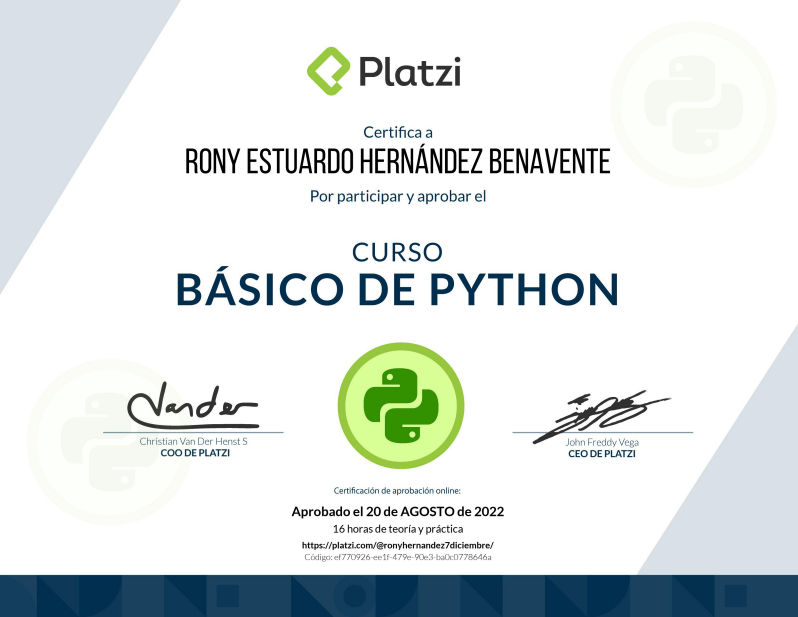 Platzi
Certifica a
RONY ESTUARDO HERNÁNDEZ BENAVENTE
Por participar y aprobar el
CURSO
BÁSICO DE PYTHON
Vander
Christian Van Der Henst S
COO DE PLATZI
John Freddy Vega
CEO DE PLATZI
Certificación de aprobación online:
Aprobado el 20 de AGOSTO de 2022
16 horas de teoría y práctica
https://platzi.com/@ronyhernandez7diciembre/
Código: ef770926-ee1f-479e-90e3-ba0c0778646a